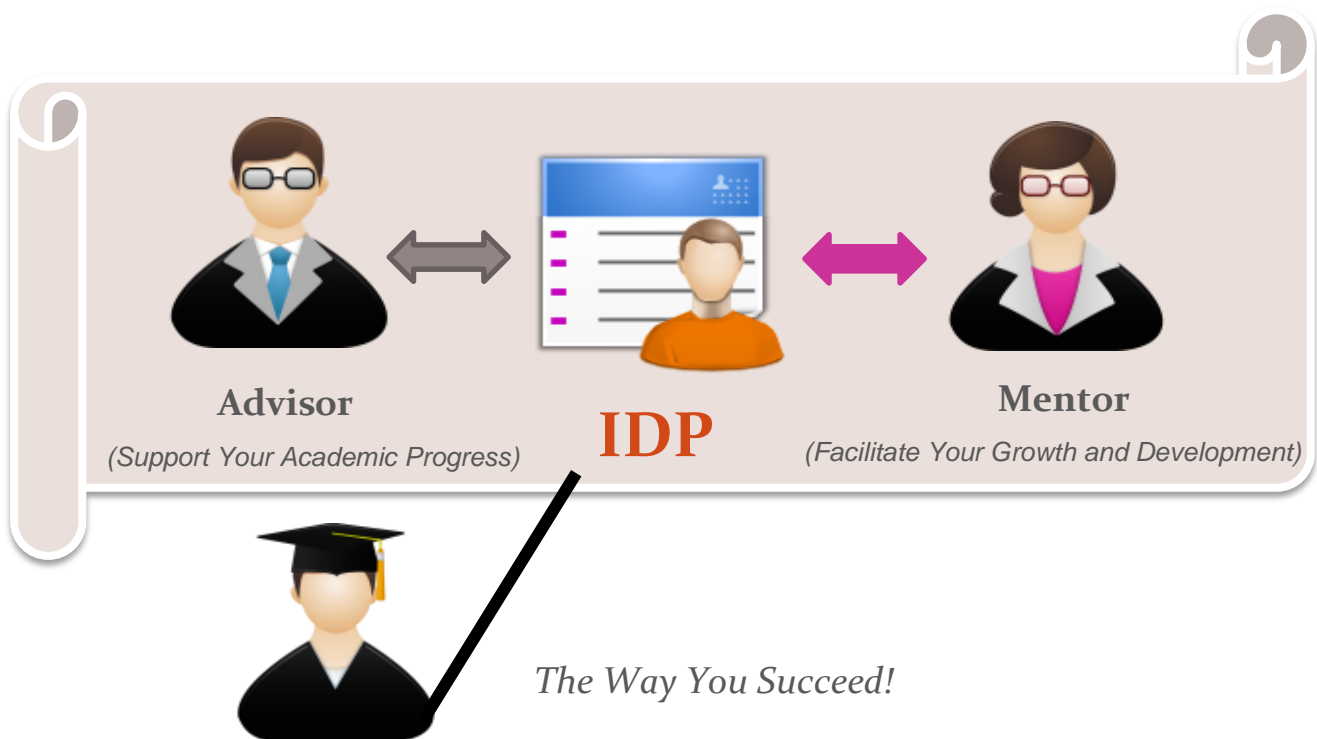 Advisor
(Support Your Academic Progress)
IDP
Mentor
(Facilitate Your Growth and Development)
The Way You Succeed!